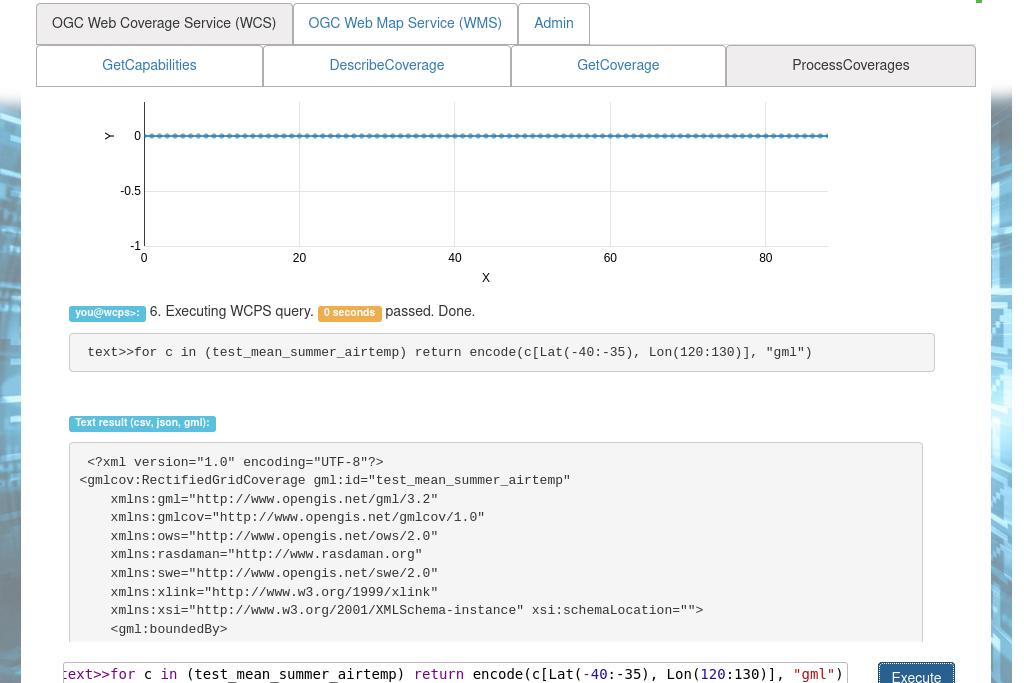 OGC Web Coverage Service (WCS) OGC Web Map Service (WMS) Admin
GetCapabilities DescribeCoverage GetCoverage ProcessCoverages
Y
0
-0.5
-1
0 20 40 60 80
X
you@wcps>: 6. Executing WCPS query. 0 seconds passed. Done.
text>>for c in (test_mean_summer_airtemp) return encode(c[Lat(-40:-35), Lon(120:130)], "gml")
Text result (csv, json, gml):
<?xml version="1.0" encoding="UTF-8"?>
<gmlcov:RectifiedGridCoverage gml:id="test_mean_summer_airtemp"
xmlns:gml="http://www.opengis.net/gml/3.2"
xmlns:gmlcov="http://www.opengis.net/gmlcov/1.0"
xmlns:ows="http://www.opengis.net/ows/2.0"
xmlns:rasdaman="http://www.rasdaman.org"
xmlns:swe="http://www.opengis.net/swe/2.0"
xmlns:xlink="http://www.w3.org/1999/xlink"
xmlns:xsi="http://www.w3.org/2001/XMLSchema-instance" xsi:schemaLocation="">
<gml:boundedBy>
text>>for c in (test_mean_summer_airtemp) return encode(c[Lat(-40:-35), Lon(120:130)], "gml")
Execute